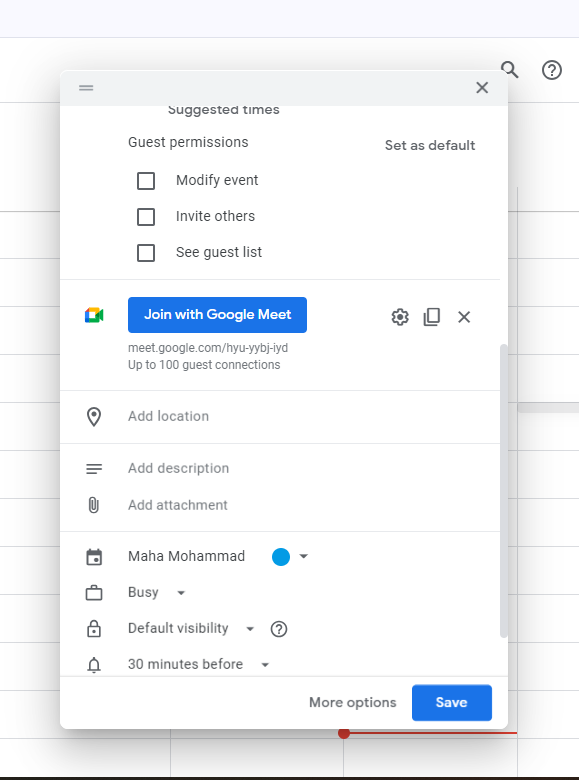 Suggested times
Guest permissions
Set as default
Modify event
Invite others
See guest list
Join with Google Meet
meet.google.com/hyu-yybj-iyd
Up to 100 guest connections
Add location
Add description
Add attachment
Maha Mohammad
Busy
Default visibility
30 minutes before
More options
Save